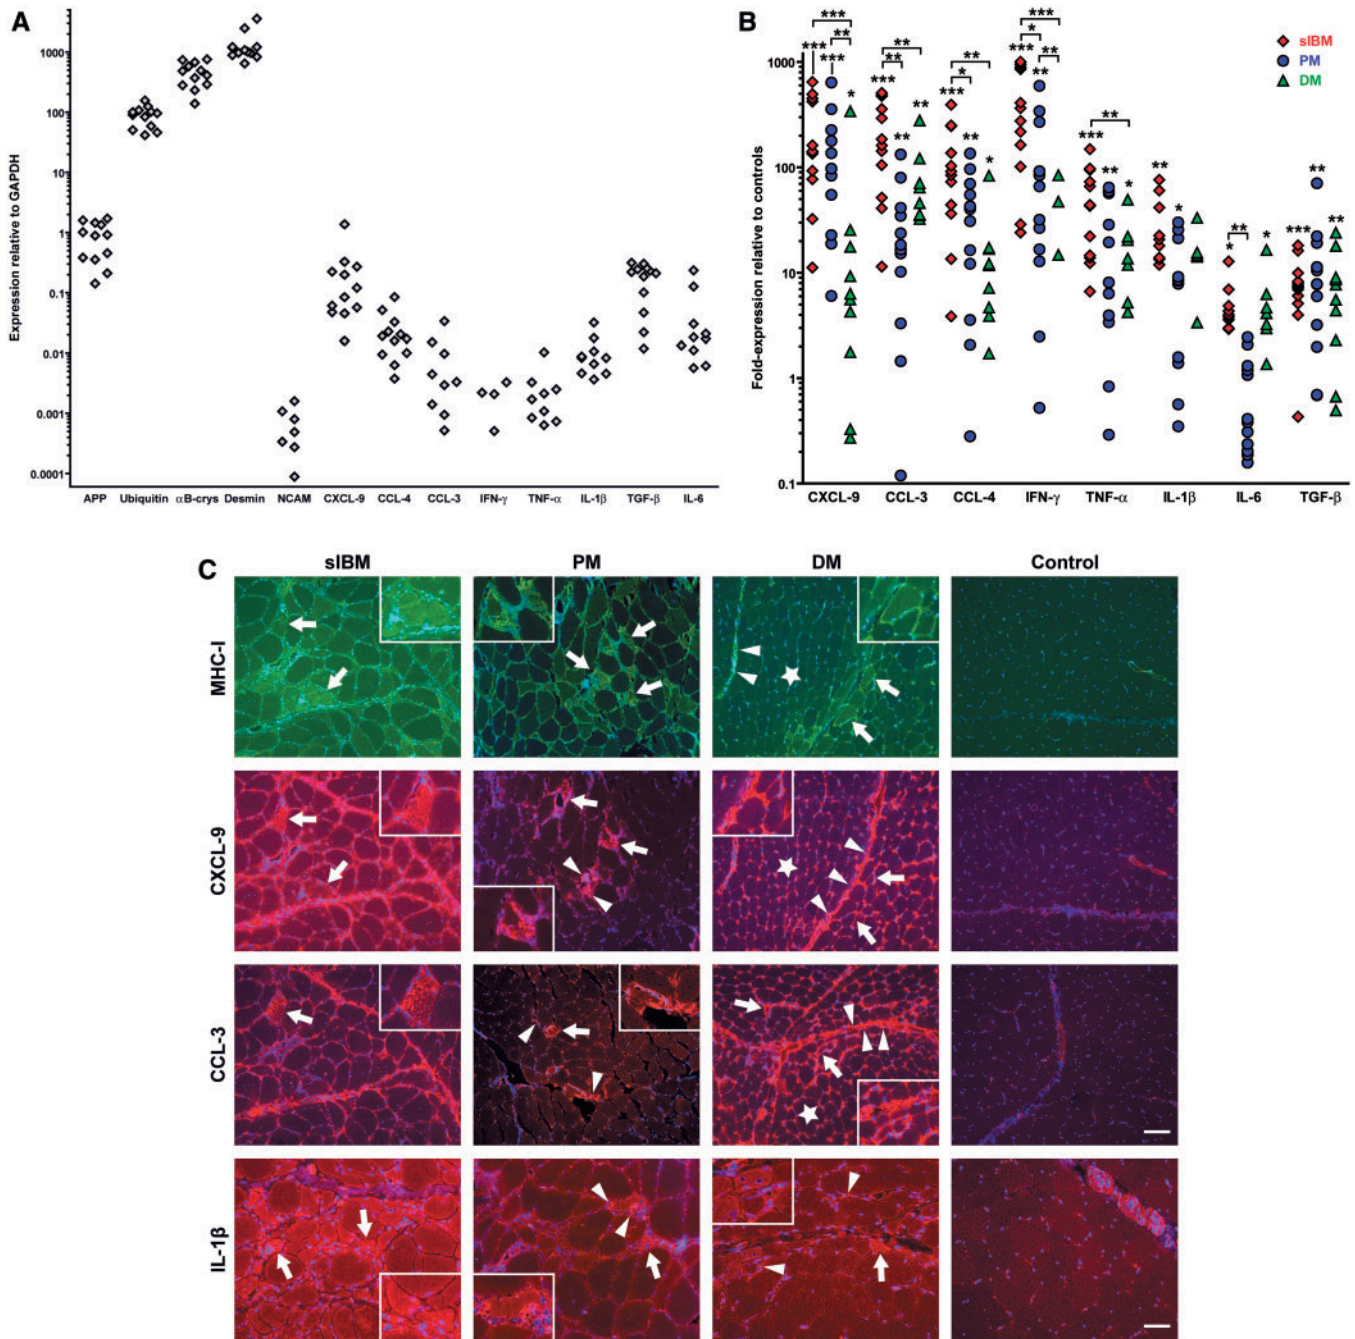 A
Expression relative to GAPDH
1000
100
10
1
0.1
0.01
0.001
0.0001
APP Ubiquitin αB-crys Desmin NCAM CXCL-9 CCL-4 CCL-3 IFN-γ TNF-α IL-1β TGF-β IL-6
B
Fold-expression relative to controls
1000
100
10
1
0.1
*** ** *** *** *
** ** *** ** **
** * *** ** *
*** * ** *** **
** *** ** *
** *
** * *
*** ** **
sIBM
PM
DM
CXCL-9 CCL-3 CCL-4 IFN-γ TNF-α IL-1β IL-6 TGF-β
C
sIBM PM DM Control
MHC-I
CXCL-9
CCL-3
IL-1β